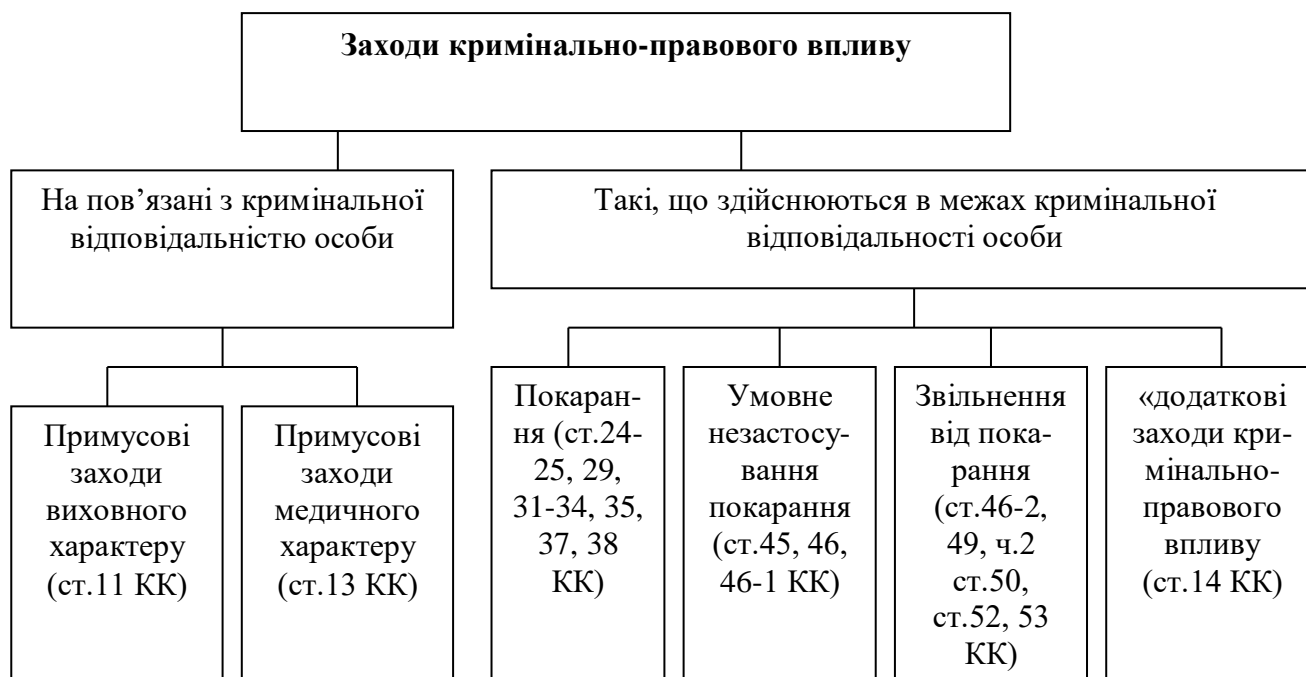 Заходи кримінально-правового впливу
На пов’язані з кримінальної
відповідальністю особи
Такі, що здійснюються в межах кримінальної
відповідальності особи
Примусові
заходи
виховного
характеру
(ст.11 КК)
Примусові
заходи
медичного
характеру
(ст.13 КК)
Покаран-
ня (ст.24-
25, 29,
31-34, 35,
37, 38
КК)
Умовне
незастосу-
вання
покарання
(ст.45, 46,
46-1 КК)
Звільнення
від пока-
рання
(ст.46-2,
49, ч.2
ст.50,
ст.52, 53
КК)
«додаткові
заходи кри-
мінально-
правового
впливу
(ст.14 КК)